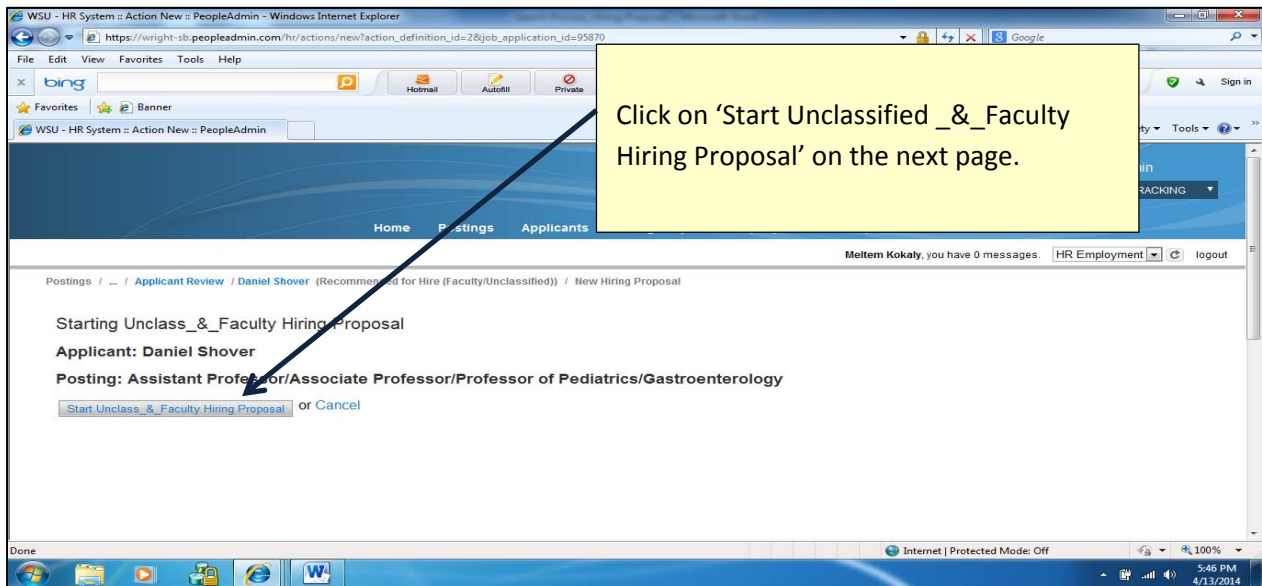 WSU - HR System :: Action New :: PeopleAdmin - Windows Internet Explorer
https://wright-sb.peopleadmin.com/hr/actions/new?action_definition_id=2&job_application_id=95870
Google
File Edit View Favorites Tools Help
x bing Hotmail Autofill Private Sign in
Favorites Banner
WSU - HR System :: Action New :: PeopleAdmin
Tools
Click on ‘Start Unclassified _&_Faculty
Hiring Proposal’ on the next page.
Home Postings Applicants
Meltem Kokaly, you have 0 messages. HR Employment logout
Postings / ... / Applicant Review / Daniel Shover (Recommended for Hire (Faculty/Unclassified)) / New Hiring Proposal
Starting Unclass_&_Faculty Hiring Proposal
Applicant: Daniel Shover
Posting: Assistant Professor/Associate Professor/Professor of Pediatrics/Gastroenterology
Start Unclass_&_Faculty Hiring Proposal or Cancel
Done Internet | Protected Mode: Off 100%
5:46 PM
4/13/2014